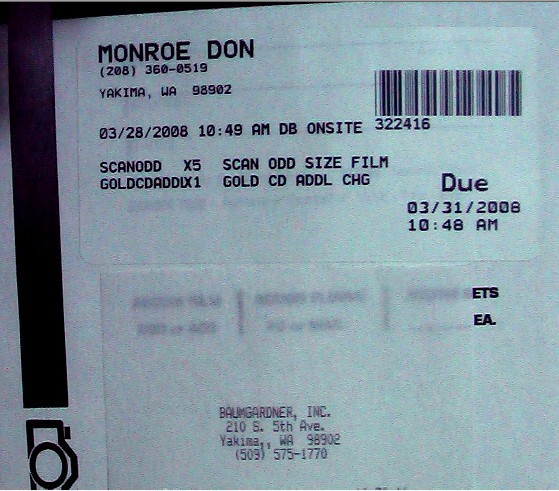 MONROE DON
(208) 360-0519
YAKIMA, WA 98902
03/28/2008 10:49 AM DB ONSITE 322416
SCANODD X5 SCAN ODD SIZE FILM
GOLDCDADDLX1 GOLD CD ADDL CHG
Due
03/31/2008
10:48 AM
ETS
EA.
BAUMGARDNER, INC.
210 S. 5th Ave.
Yakima,, WA 98902
(509) 575-1770